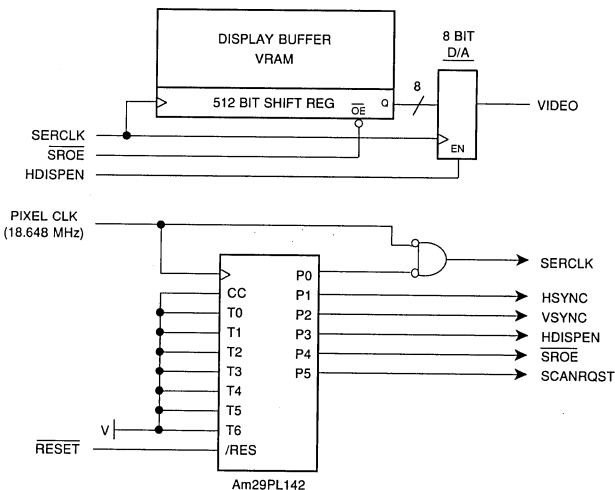 DISPLAY BUFFER
VRAM
512 BIT SHIFT REG
OE
Q
8
8 BIT
D/A
VIDEO
EN
SERCLK
SROE
HDISPEN
PIXEL CLK
(18.648 MHz)
P0
SERCLK
CC
P1
HSYNC
T0
P2
VSYNC
T1
P3
HDISPEN
T2
P4
SROE
T3
P5
SCANRQST
T4
T5
V
T6
RESET
/RES
Am29PL142